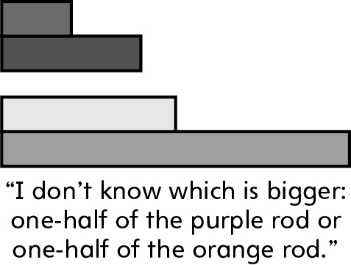 “I don’t know which is bigger:
one-half of the purple rod or
one-half of the orange rod.”